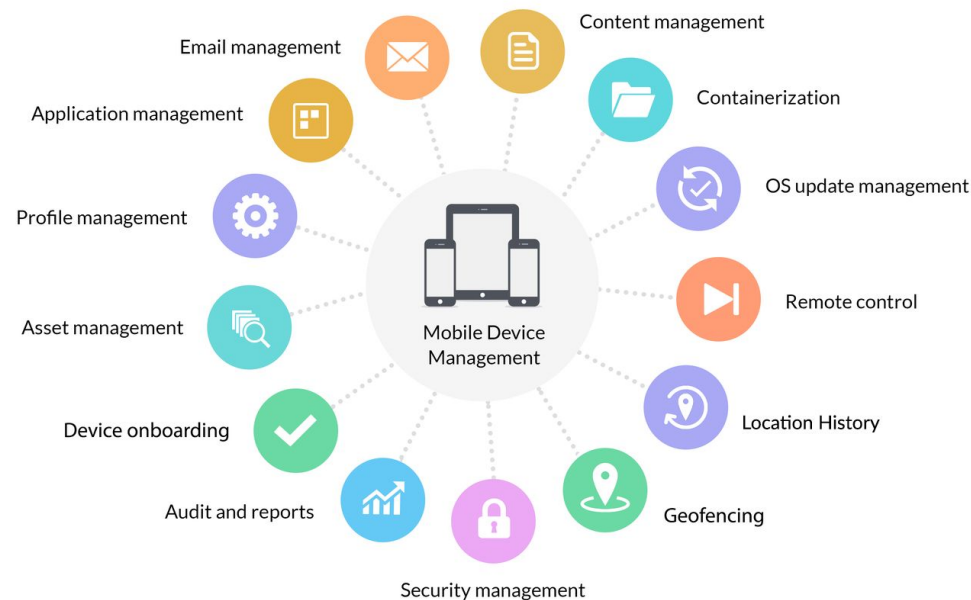 Content management
Email management
Containerization
Application management
OS update management
Profile management
Remote control
Asset management
Mobile Device
Management
Location History
Device onboarding
Audit and reports
Geofencing
Security management